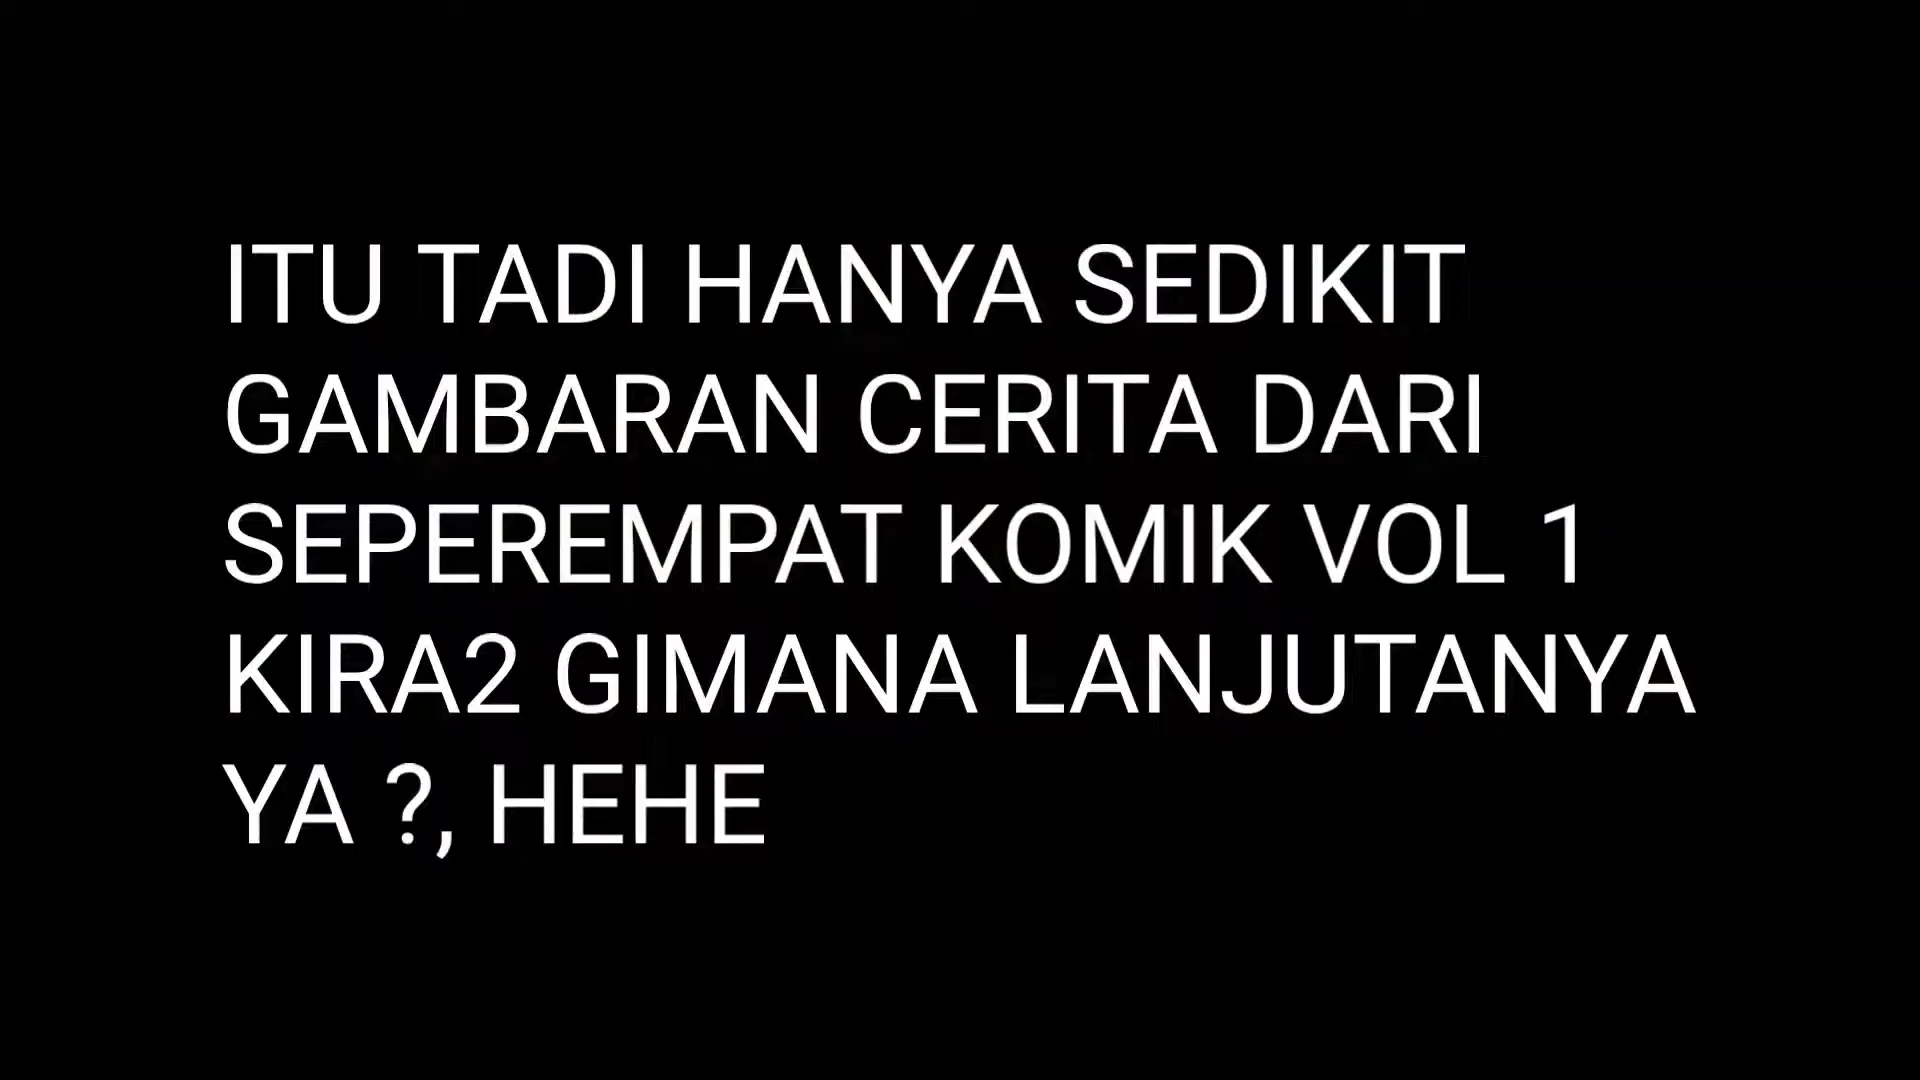 ITU TADI HANYA SEDIKIT
GAMBARAN CERITA DARI
SEPEREMPAT KOMIK VOL 1
KIRA2 GIMANA LANJUTANYA
YA ?, HEHE